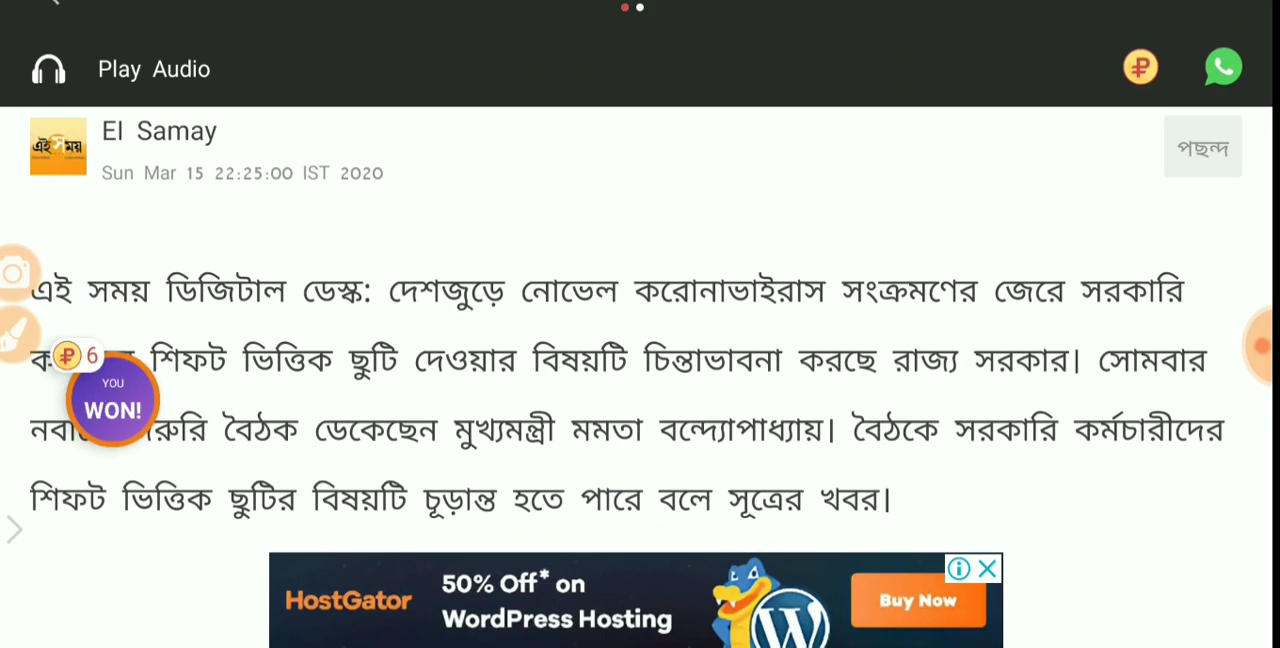 Play Audio
এই সময়
EI Samay
Sun Mar 15 22:25:00 IST 2020
পছন্দ
এই সময় ডিজিটাল ডেস্ক: দেশজুড়ে নোভেল করোনাভাইরাস সংক্রমণের জেরে সরকারি
শিফট ভিত্তিক ছুটি দেওয়ার বিষয়টি চিন্তাভাবনা করছে রাজ্য সরকার। সোমবার
6
YOU
WON!
বৈঠক ডেকেছেন মুখ্যমন্ত্রী মমতা বন্দ্যোপাধ্যায়। বৈঠকে সরকারি কর্মচারীদের
শিফট ভিত্তিক ছুটির বিষয়টি চূড়ান্ত হতে পারে বলে সূত্রের খবর।
HostGator
50% Off* on
WordPress Hosting
Buy Now